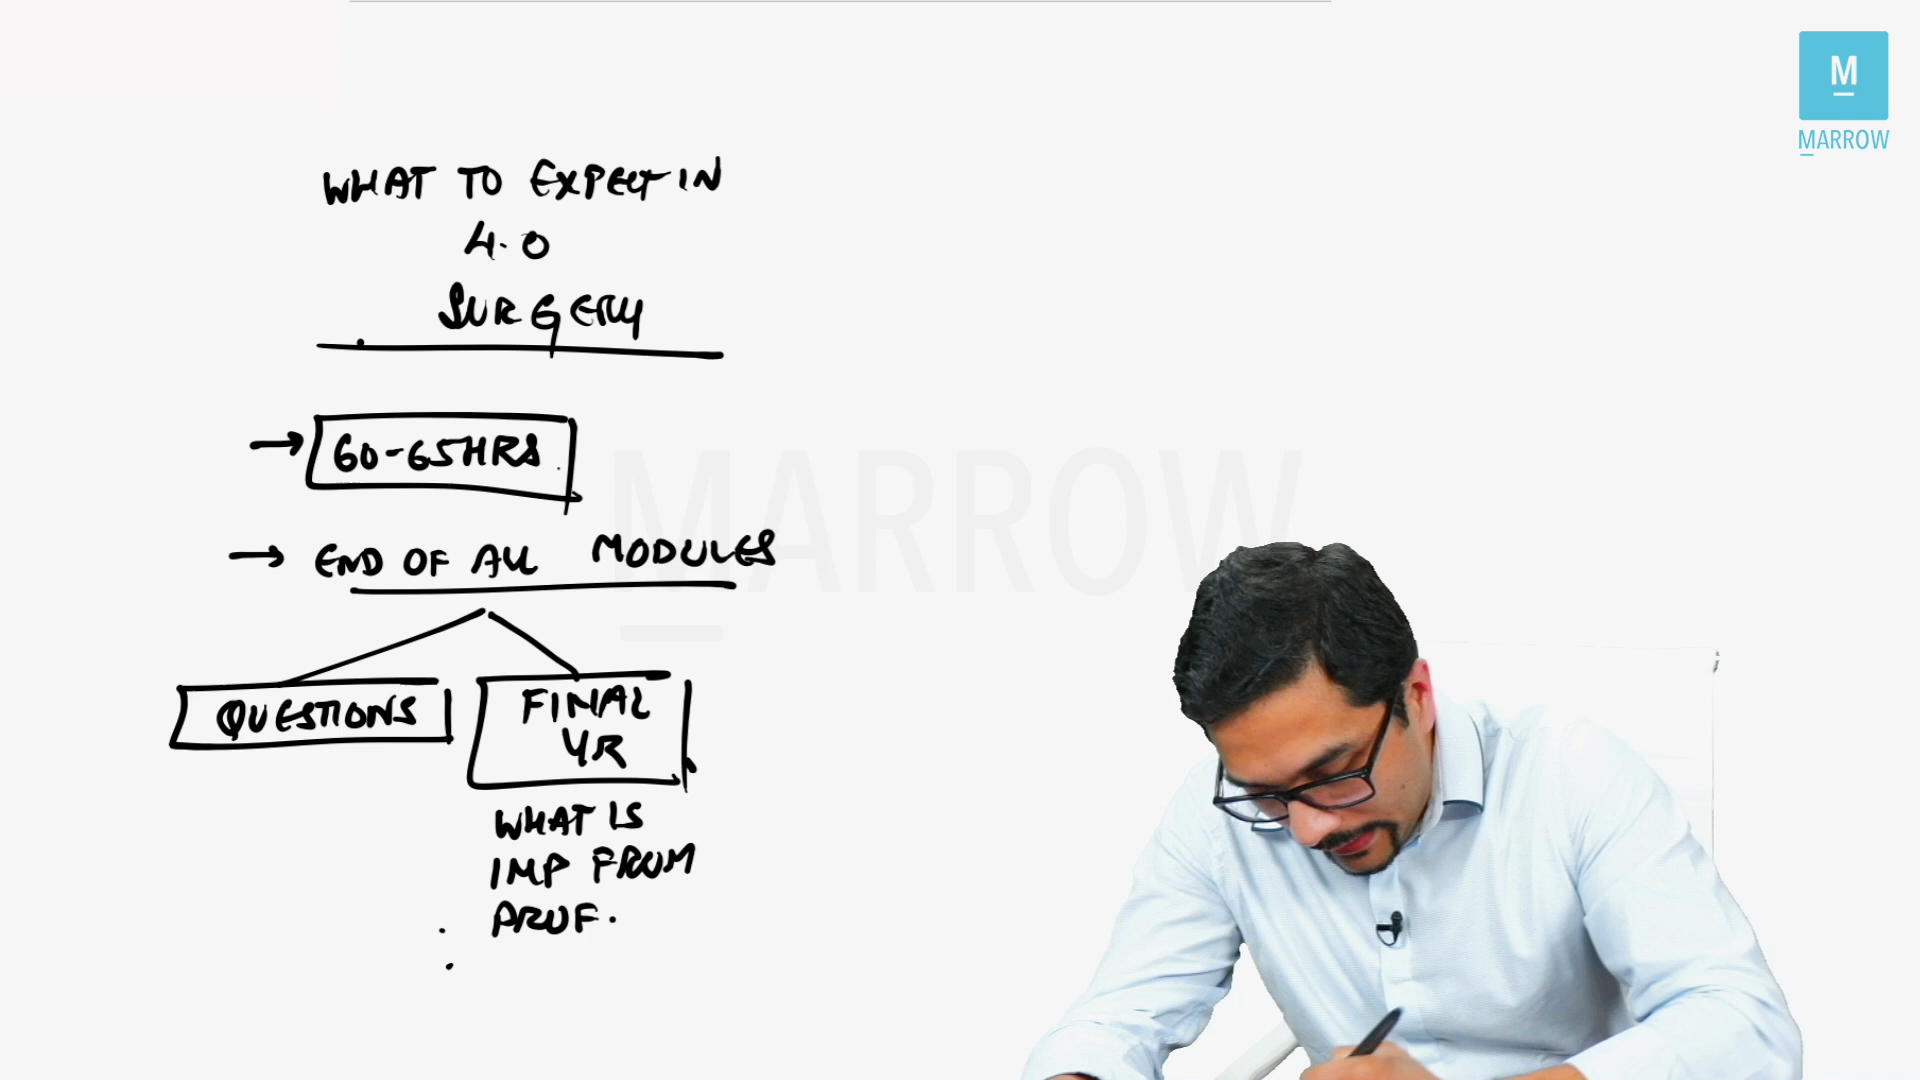 M
MARROW
WHAT TO EXPECT IN
4.0
SURGERY
→ 60-65HRS
→ END OF ALL MODULES
QUESTIONS
FINAL
YR
WHAT IS
IMP FROM
PROF.
MARROW